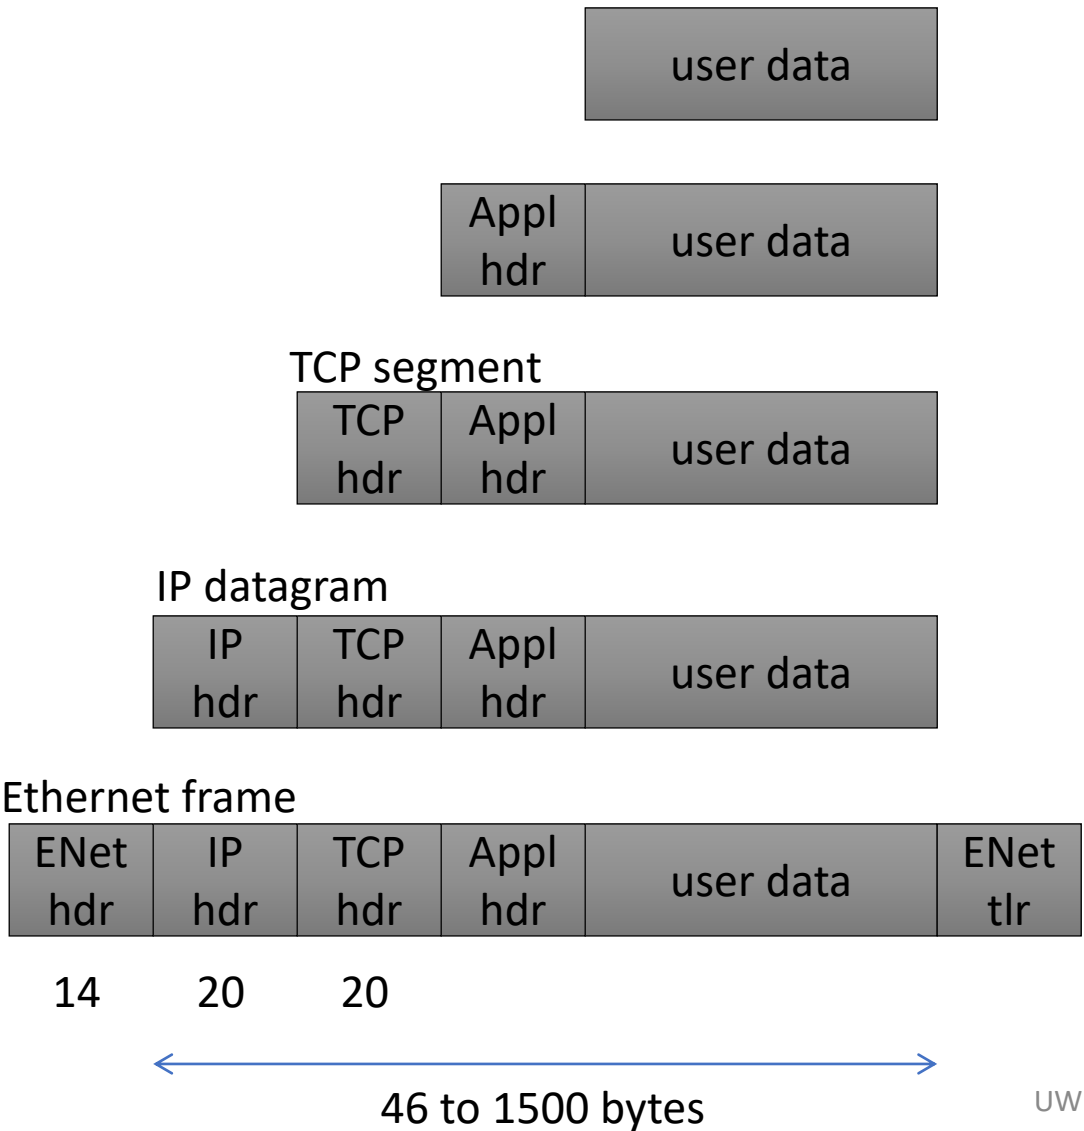 user data
Appl
hdr
user data
TCP segment
TCP
hdr
Appl
hdr
user data
IP datagram
IP
hdr
TCP
hdr
Appl
hdr
user data
Ethernet frame
ENet
hdr
IP
hdr
TCP
hdr
Appl
hdr
user data
ENet
tlr
14 20 20
46 to 1500 bytes
UW